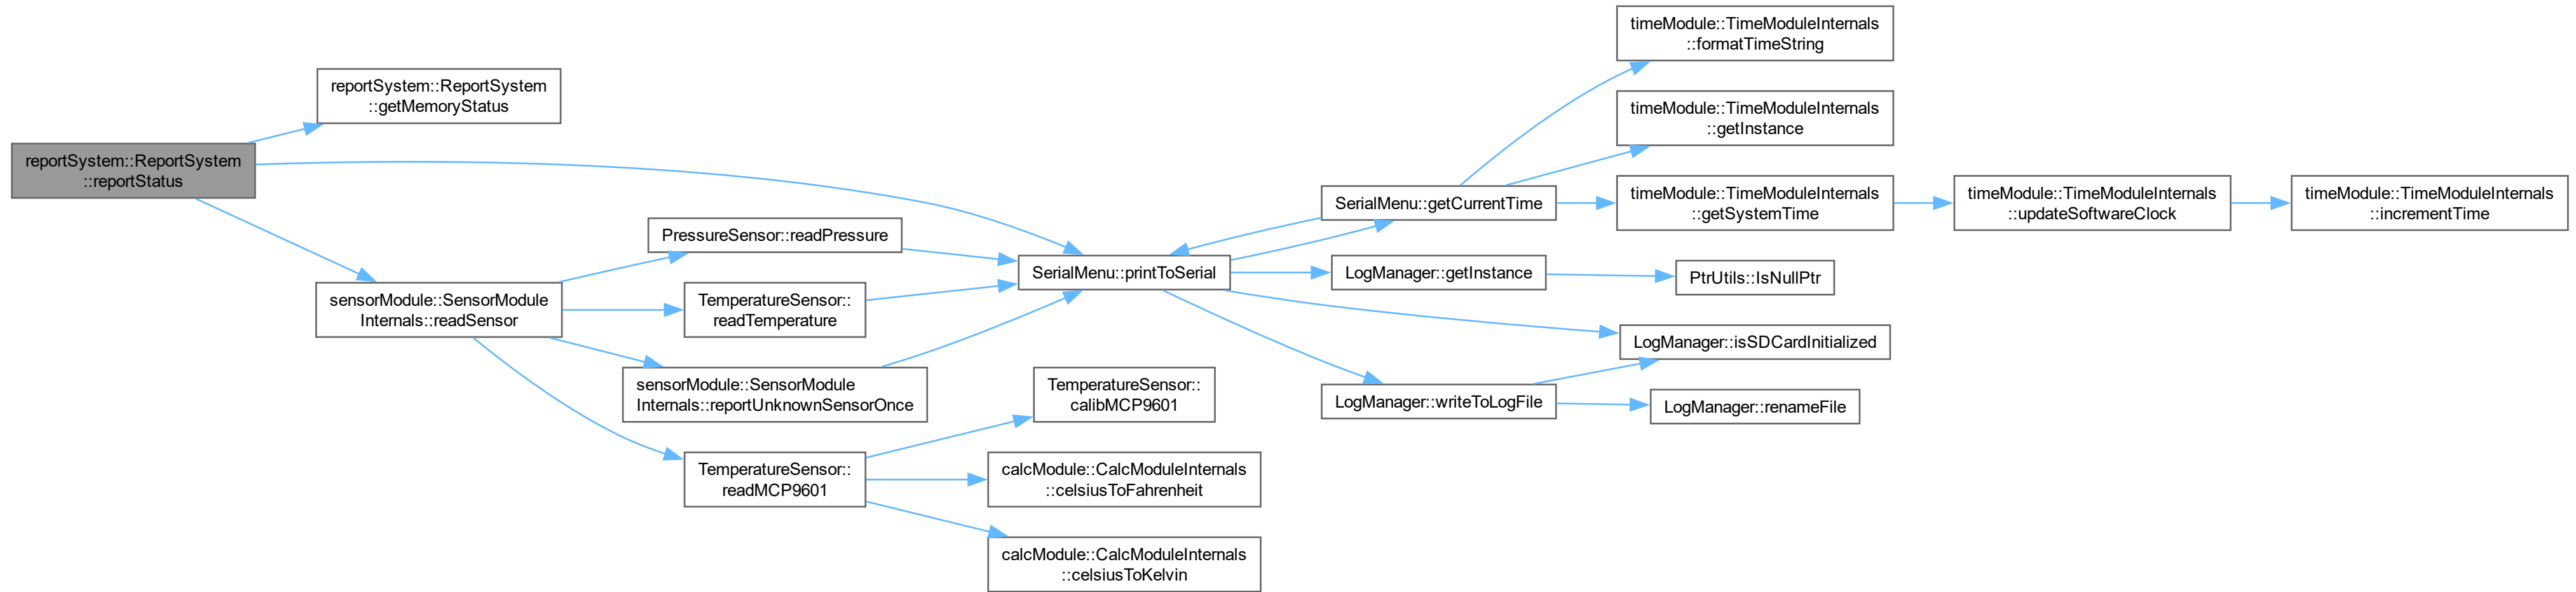 reportSystem::ReportSystem
::reportStatus
reportSystem::ReportSystem
::getMemoryStatus
sensorModule::SensorModule
Internals::readSensor
PressureSensor::readPressure
TemperatureSensor::
readTemperature
sensorModule::SensorModule
Internals::reportUnknownSensorOnce
TemperatureSensor::
readMCP9601
SerialMenu::printToSerial
TemperatureSensor::
calibMCP9601
calcModule::CalcModuleInternals
::celsiusToFahrenheit
calcModule::CalcModuleInternals
::celsiusToKelvin
SerialMenu::getCurrentTime
LogManager::getInstance
LogManager::writeToLogFile
timeModule::TimeModuleInternals
::formatTimeString
timeModule::TimeModuleInternals
::getInstance
timeModule::TimeModuleInternals
::getSystemTime
PtrUtils::IsNullPtr
LogManager::isSDCardInitialized
LogManager::renameFile
timeModule::TimeModuleInternals
::updateSoftwareClock
timeModule::TimeModuleInternals
::incrementTime